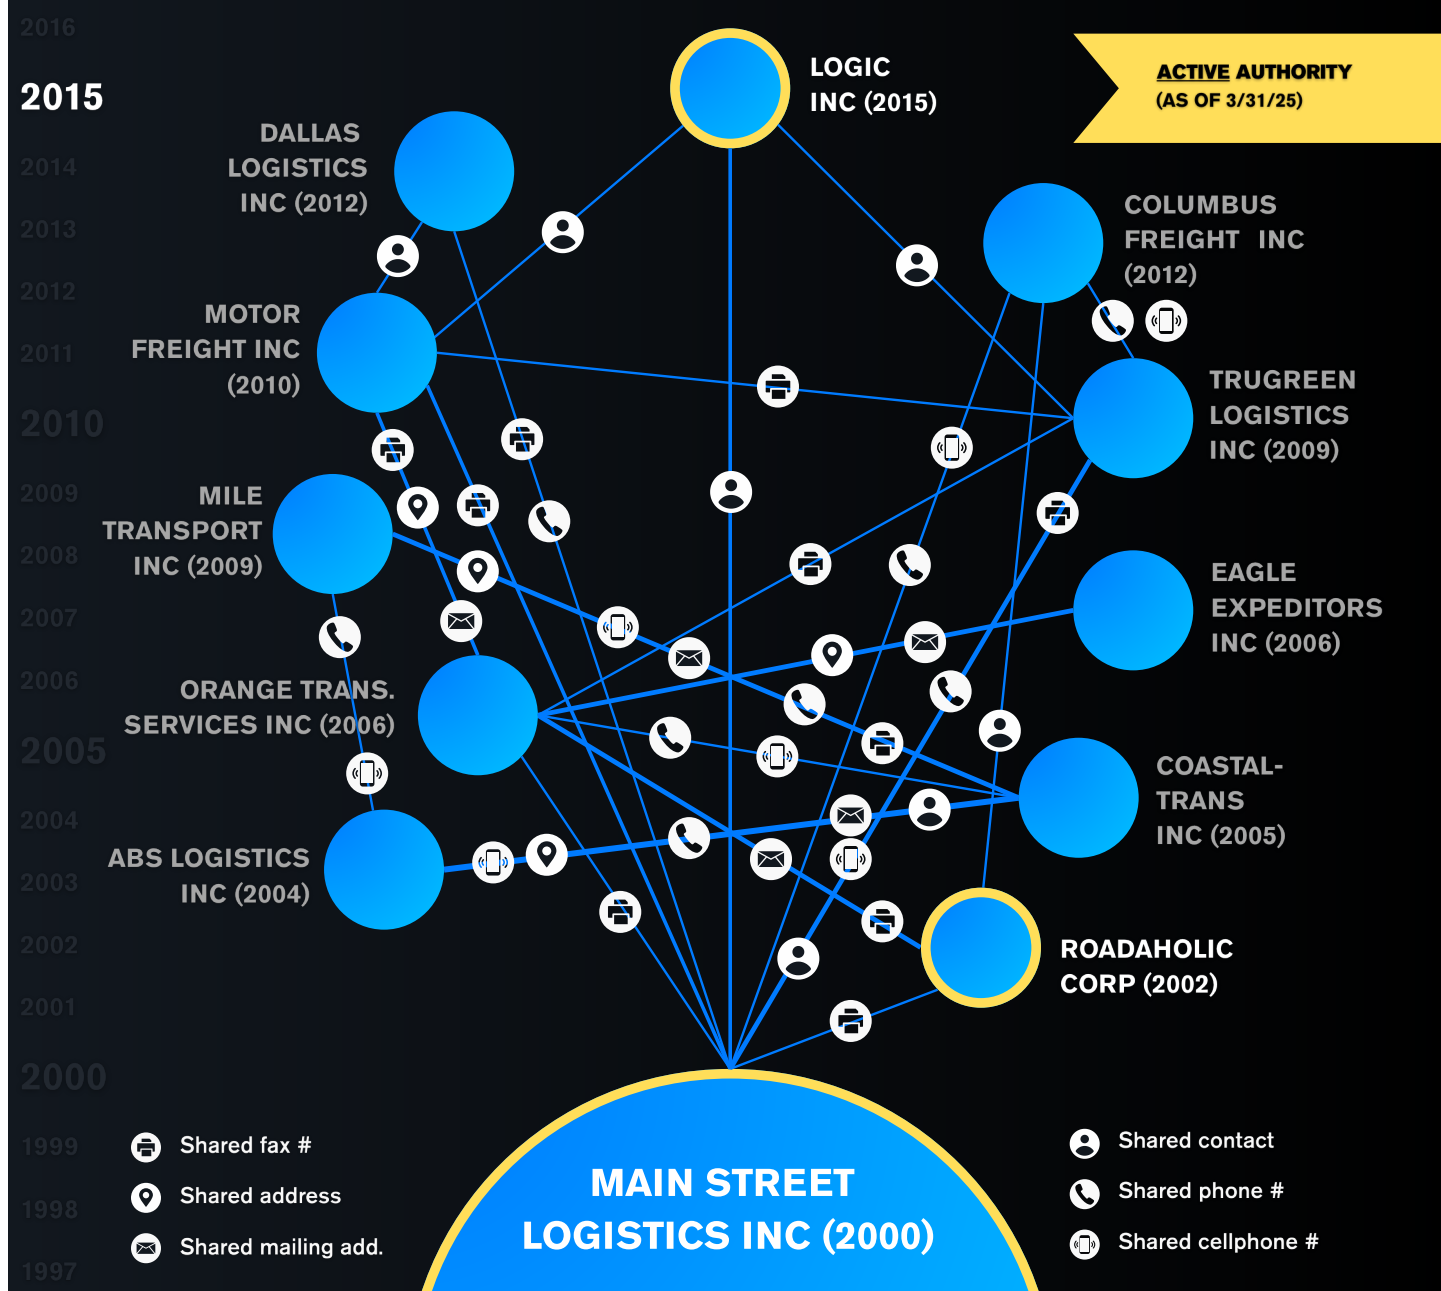 2016
2015
2014
2013
2012
2011
2010
2009
2008
2007
2006
2005
2004
2003
2002
2001
2000
1999
1998
1997
LOGIC
INC (2015)
ACTIVE AUTHORITY
(AS OF 3/31/25)
DALLAS
LOGISTICS
INC (2012)
COLUMBUS
FREIGHT INC
(2012)
MOTOR
FREIGHT INC
(2010)
TRUGREEN
LOGISTICS
INC (2009)
MILE
TRANSPORT
INC (2009)
EAGLE
EXPEDITORS
INC (2006)
ORANGE TRANS.
SERVICES INC (2006)
COASTAL-
TRANS
INC (2005)
ABS LOGISTICS
INC (2004)
ROADAHOLIC
CORP (2002)
MAIN STREET
LOGISTICS INC (2000)
Shared fax #
Shared address
Shared mailing add.
Shared contact
Shared phone #
Shared cellphone #